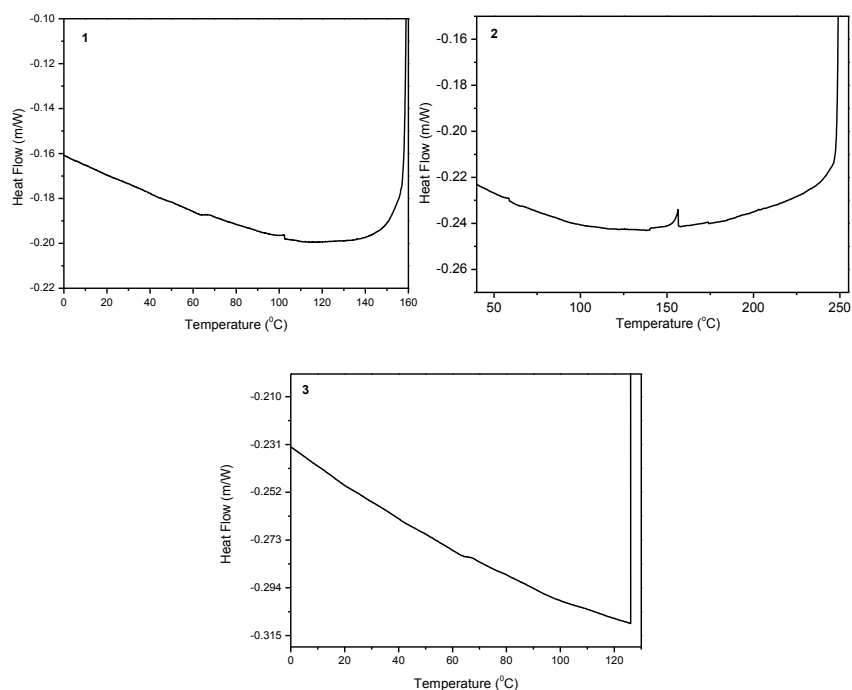 1
-0.10
-0.12
-0.14
-0.16
-0.18
-0.20
-0.22
Heat Flow (m/W)
0 20 40 60 80 100 120 140 160
Temperature (°C)
2
-0.16
-0.18
-0.20
-0.22
-0.24
-0.26
Heat Flow (m/W)
50 100 150 200 250
Temperature (°C)
3
-0.210
-0.231
-0.252
-0.273
-0.294
-0.315
Heat Flow (m/W)
0 20 40 60 80 100 120
Temperature (°C)